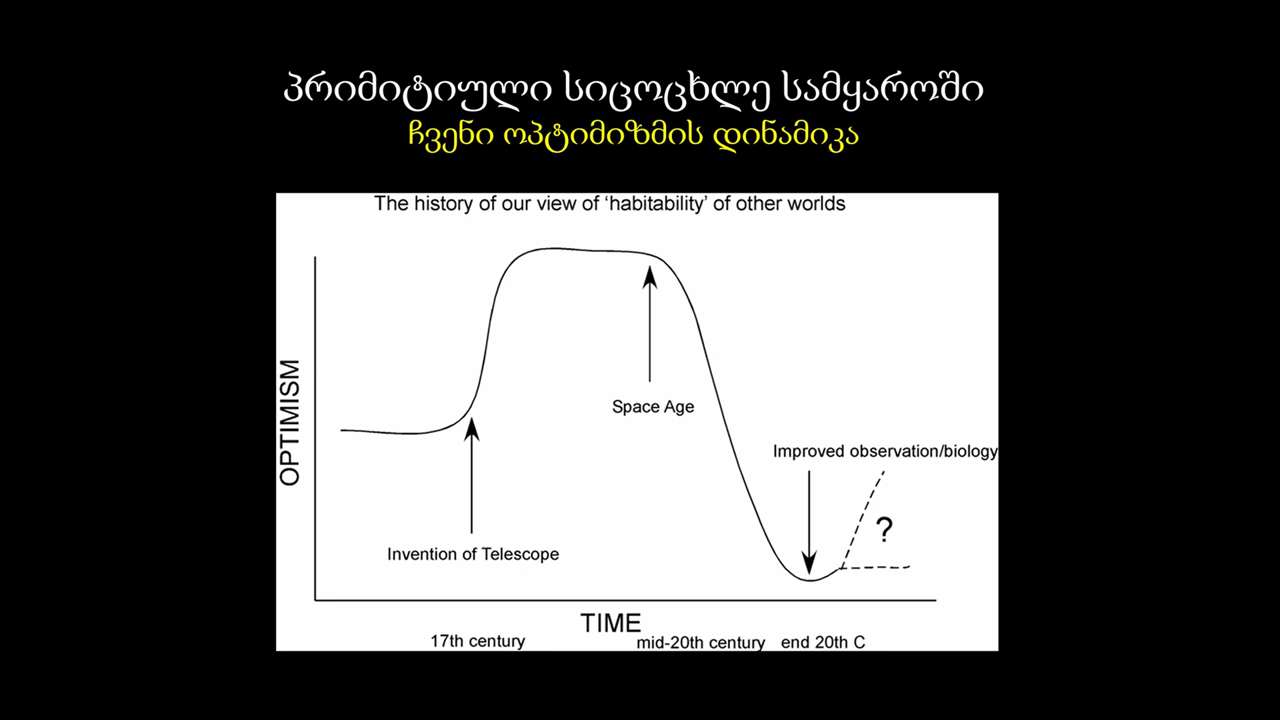 პრიმიტიული სიცოცხლე სამყაროში
ჩვენი ოპტიმიზმის დინამიკა
The history of our view of ‘habitability’ of other worlds
OPTIMISM
Space Age
Improved observation/biology
?
Invention of Telescope
TIME
17th century
mid-20th century
end 20th C